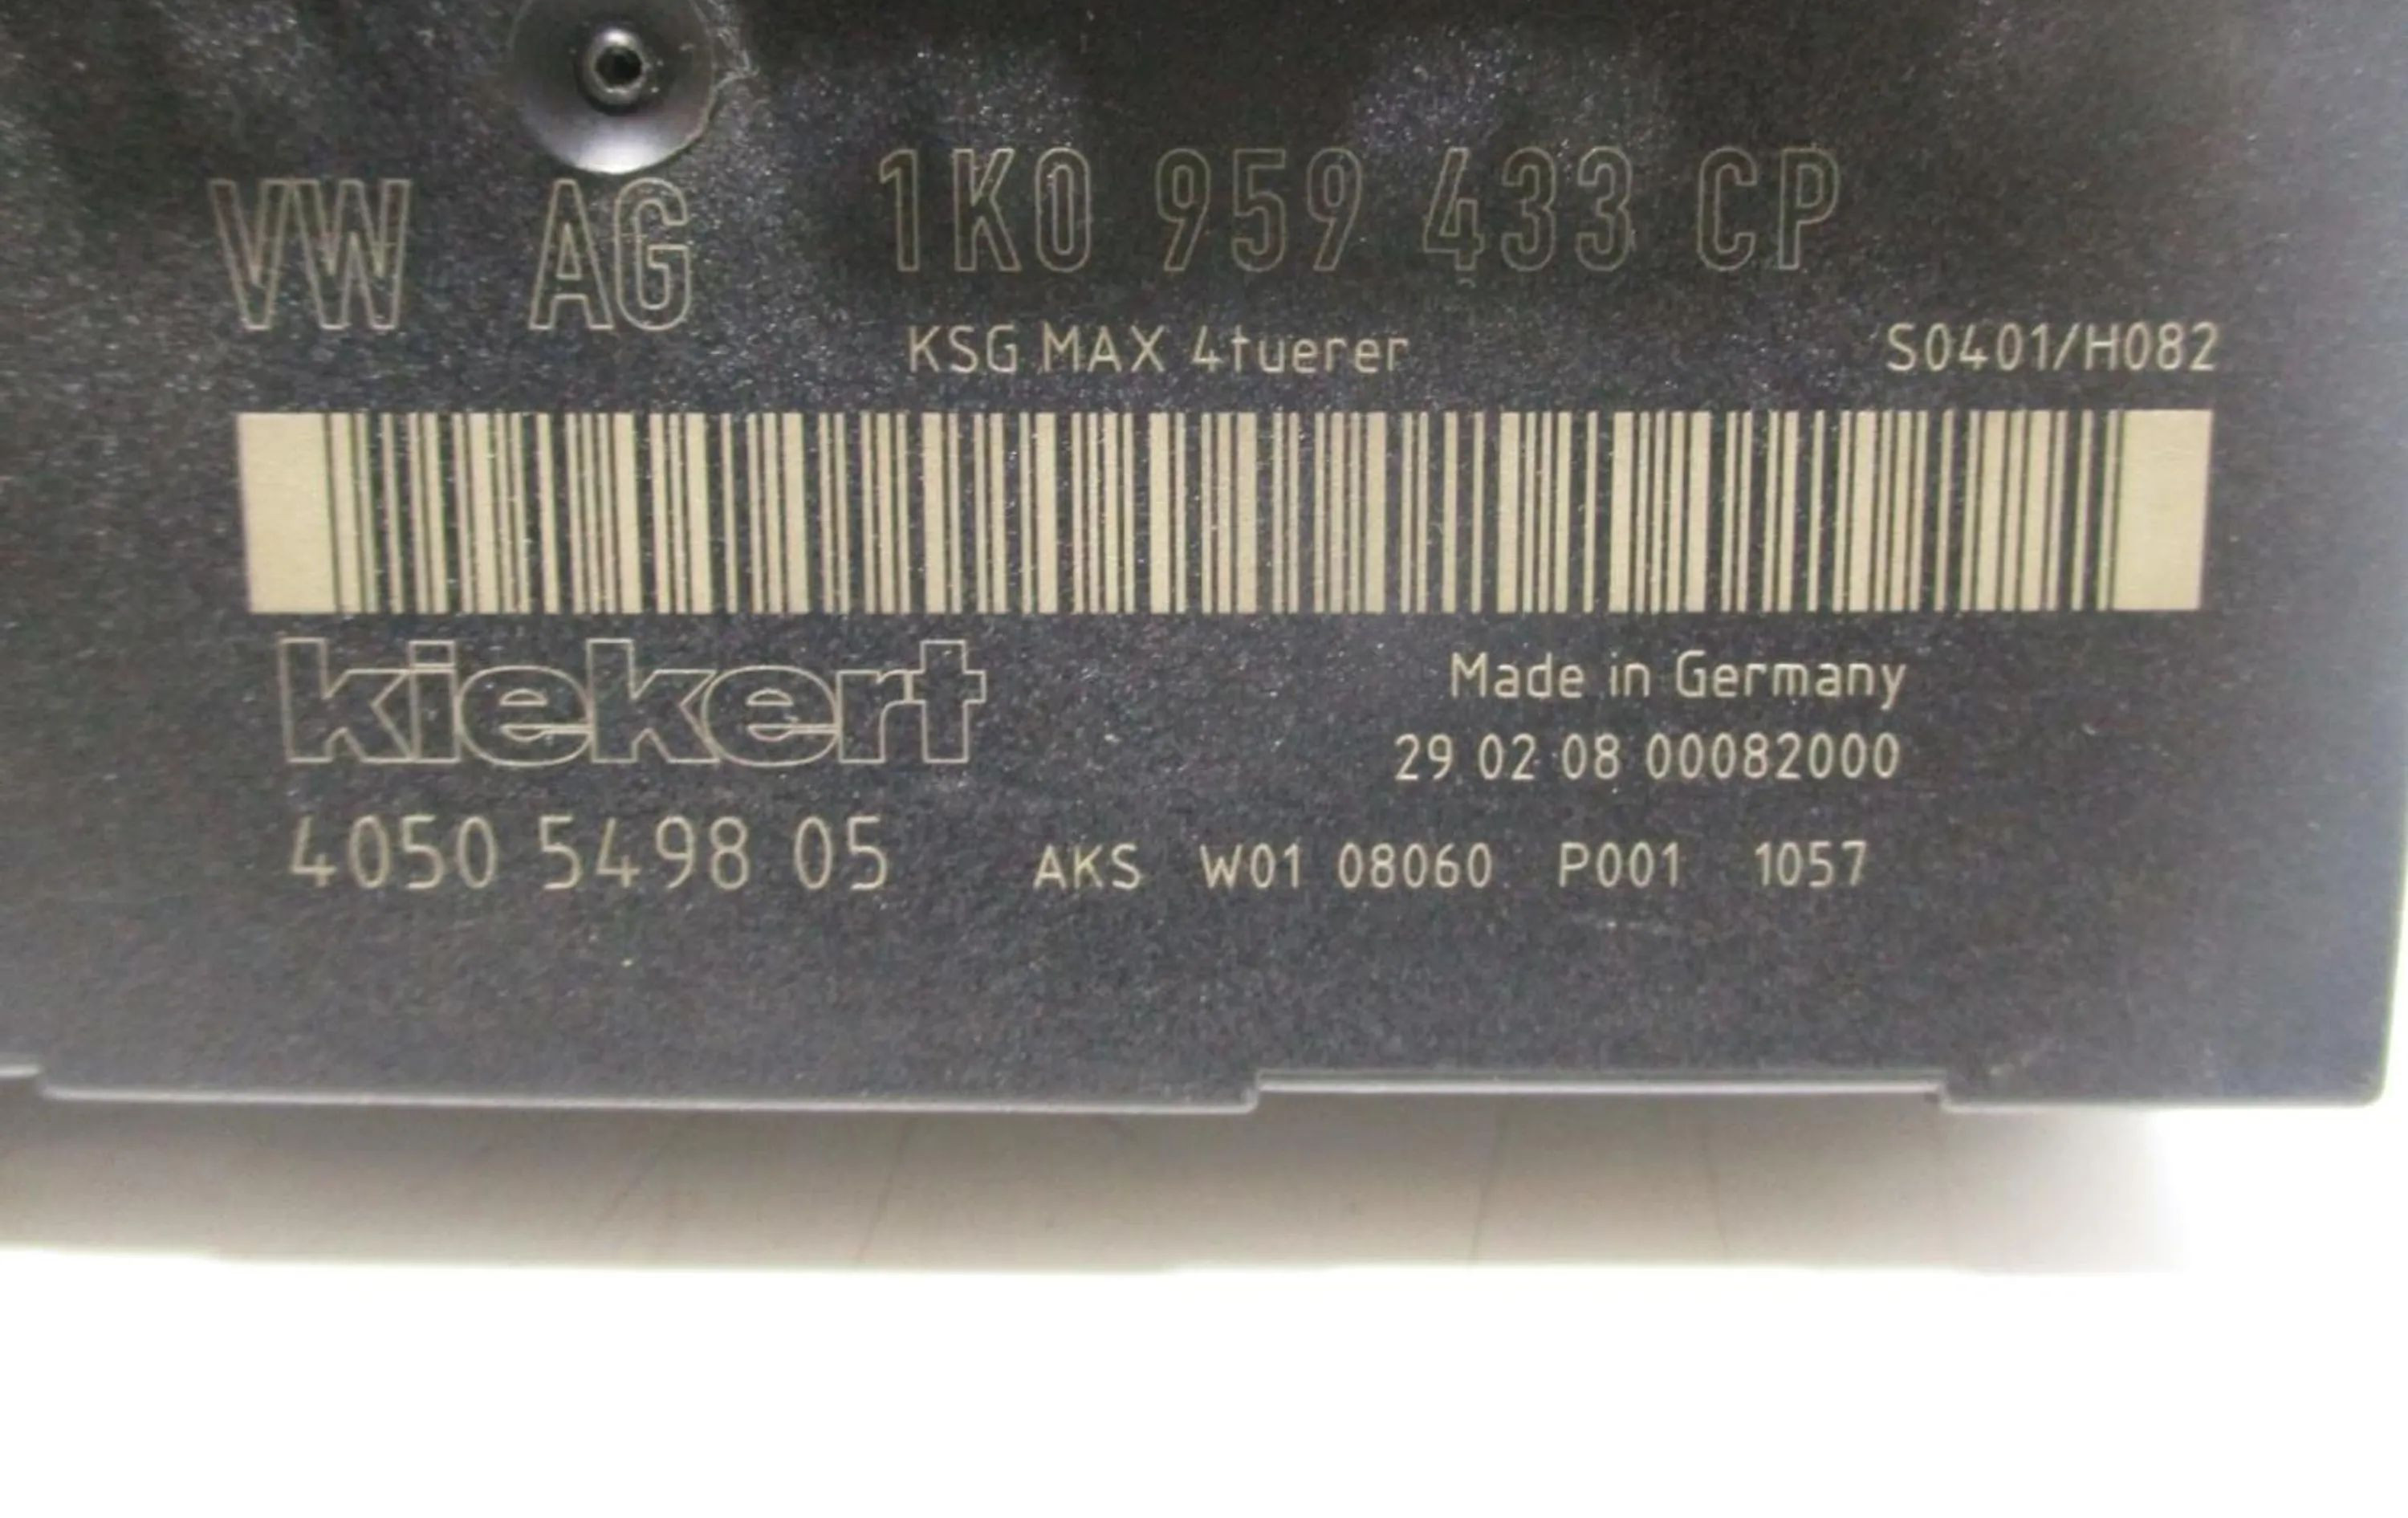 VW AG 1K0 959 433 CP
KSG MAX 4tuerer S0401/H082
kiekert
Made in Germany
29 02 08 00082000
4050 5498 05 AKS W01 08060 P001 1057